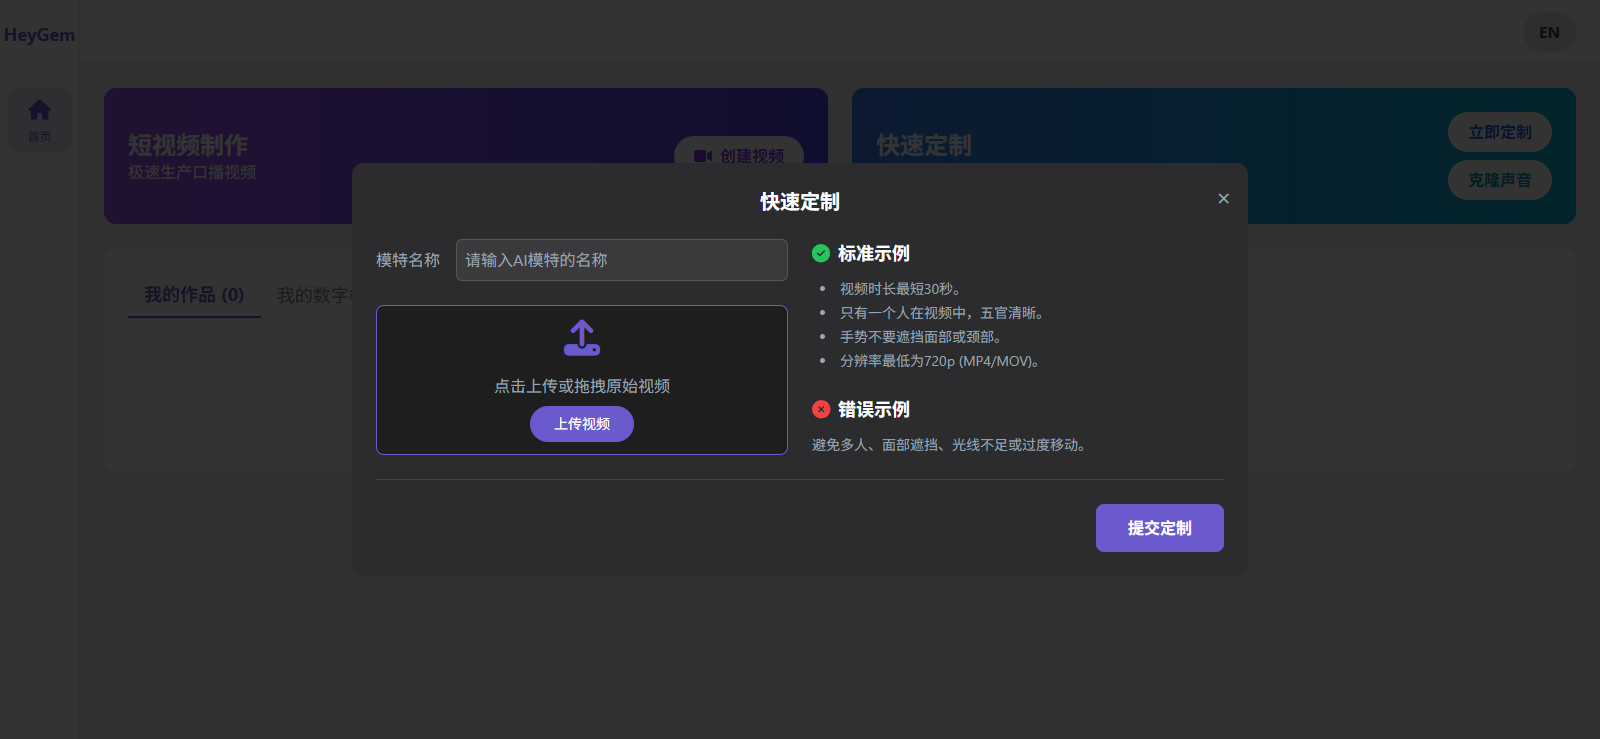 HeyGem
EN
首页
短视频制作
极速生产口播视频
创建视频
快速定制
立即定制
克隆声音
我的作品 (0)
我的数字
快速定制
×
模特名称
请输入AI模特的名称
点击上传或拖拽原始视频
上传视频
标准示例
• 视频时长最短30秒。
• 只有一个人在视频中，五官清晰。
• 手势不要遮挡面部或颈部。
• 分辨率最低为720p (MP4/MOV)。
错误示例
避免多人、面部遮挡、光线不足或过度移动。
提交定制